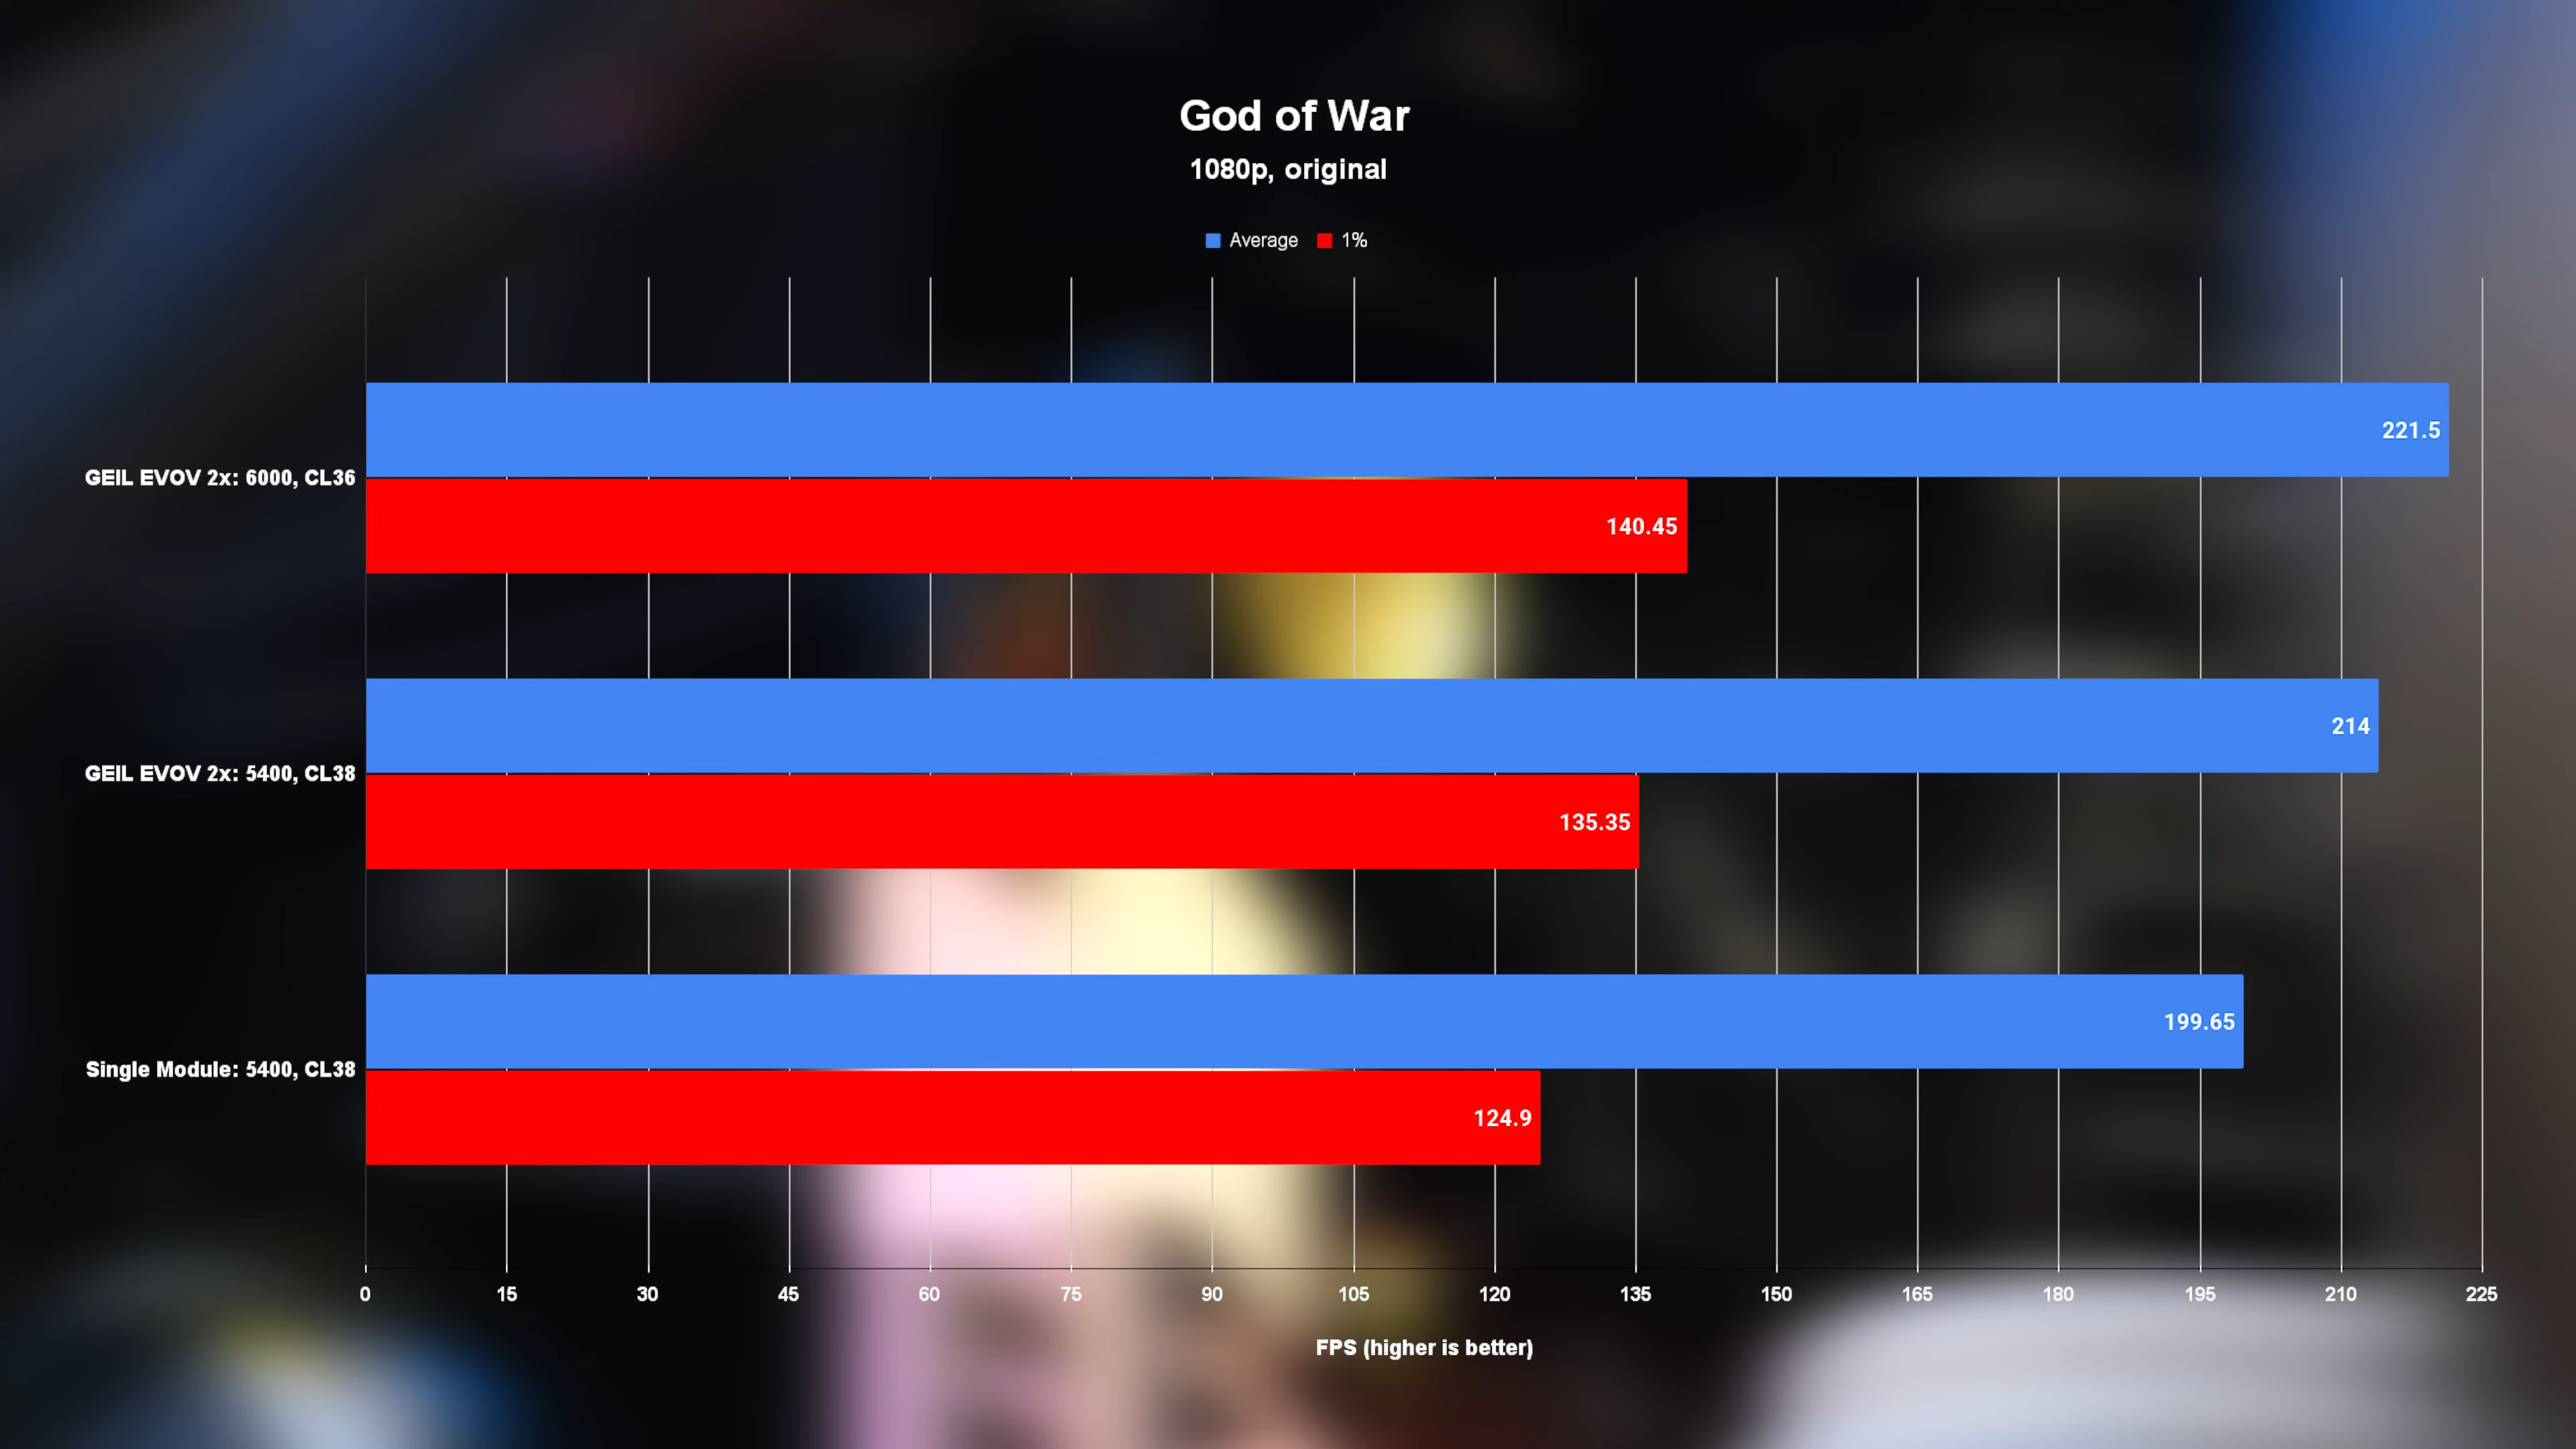 God of War
1080p, original
Average 1%
GEIL EVOV 2x: 6000, CL36
221.5
140.45
GEIL EVOV 2x: 5400, CL38
214
135.35
Single Module: 5400, CL38
199.65
124.9
0 15 30 45 60 75 90 105 120 135 150 165 180 195 210 225
FPS (higher is better)